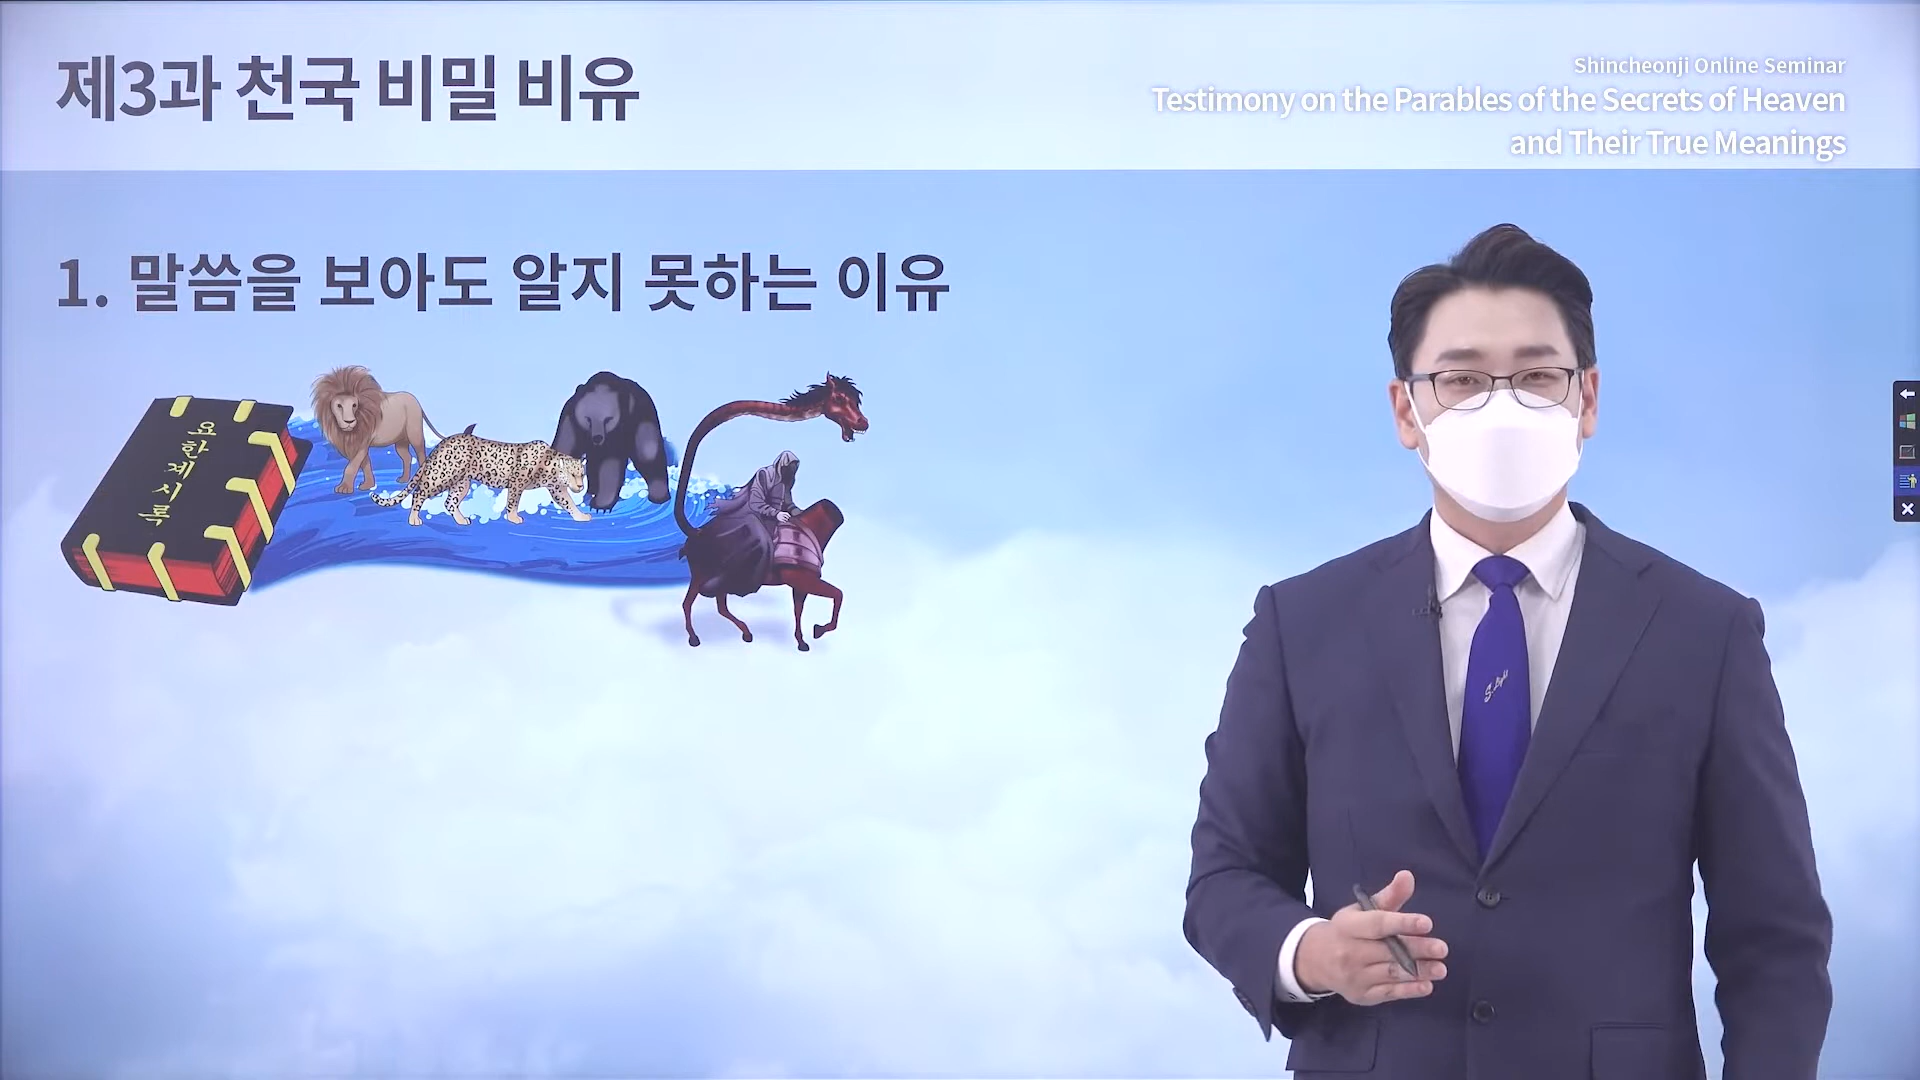 제3과 천국 비밀 비유
Shincheonji Online Seminar
Testimony on the Parables of the Secrets of Heaven
and Their True Meanings
1. 말씀을 보아도 알지 못하는 이유
요한계시록
S. Light